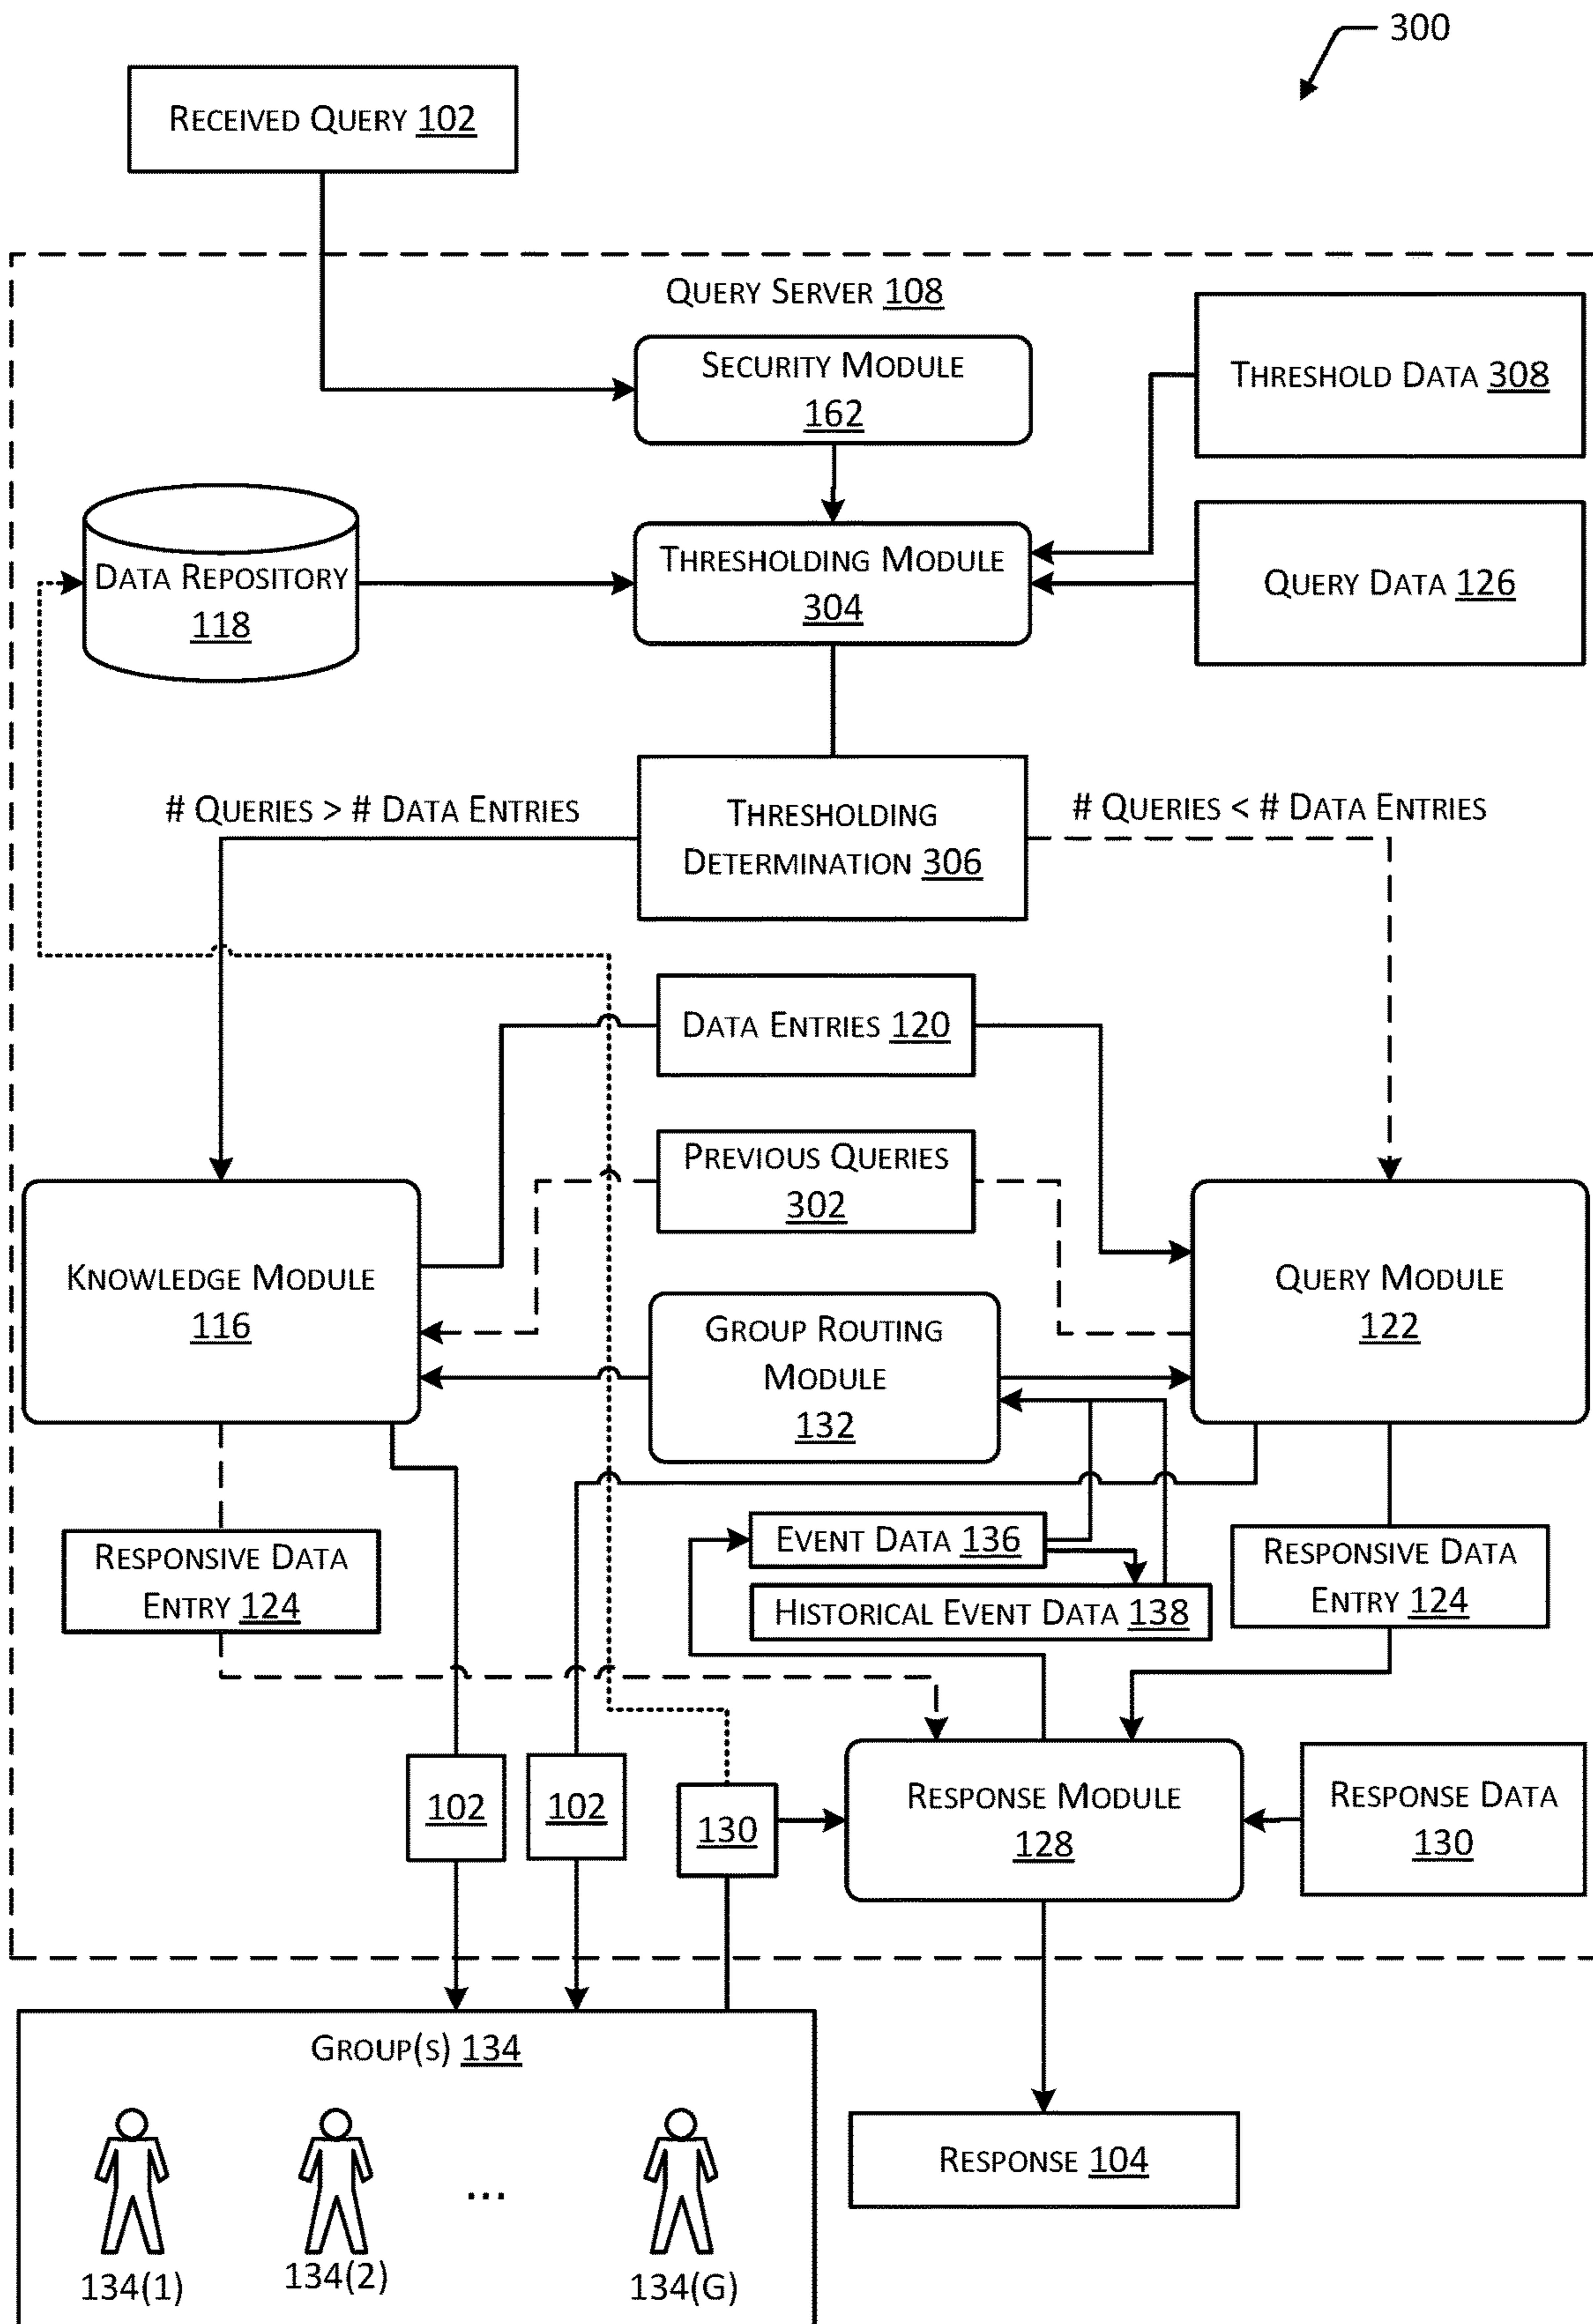 300
RECEIVED QUERY 102
QUERY SERVER 108
SECURITY MODULE
162
THRESHOLD DATA 308
DATA REPOSITORY
118
THRESHOLDING MODULE
304
QUERY DATA 126
# QUERIES > # DATA ENTRIES
THRESHOLDING
DETERMINATION 306
# QUERIES < # DATA ENTRIES
DATA ENTRIES 120
PREVIOUS QUERIES
302
KNOWLEDGE MODULE
116
GROUP ROUTING
MODULE
132
QUERY MODULE
122
RESPONSIVE DATA
ENTRY 124
EVENT DATA 136
HISTORICAL EVENT DATA 138
RESPONSIVE DATA
ENTRY 124
102
102
130
RESPONSE MODULE
128
RESPONSE DATA
130
GROUP(S) 134
...
134(1)
134(2)
134(G)
RESPONSE 104